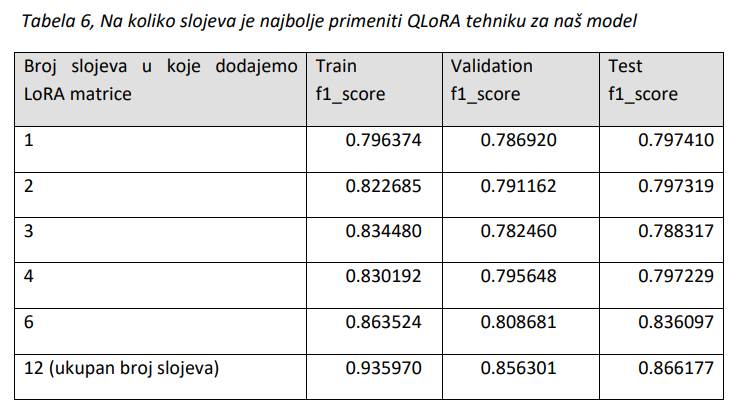 Tabela 6, Na koliko slojeva je najbolje primeniti QLoRA tehniku za naš model
Broj slojeva u koje dodajemo LoRA matrice | Train f1_score | Validation f1_score | Test f1_score
1 | 0.796374 | 0.786920 | 0.797410
2 | 0.822685 | 0.791162 | 0.797319
3 | 0.834480 | 0.782460 | 0.788317
4 | 0.830192 | 0.795648 | 0.797229
6 | 0.863524 | 0.808681 | 0.836097
12 (ukupan broj slojeva) | 0.935970 | 0.856301 | 0.866177